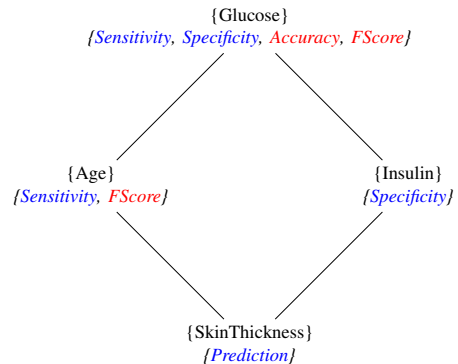 {Glucose}
{Sensitivity, Specificity, Accuracy, FScore}
{Age}
{Sensitivity, FScore}
{Insulin}
{Specificity}
{SkinThickness}
{Prediction}